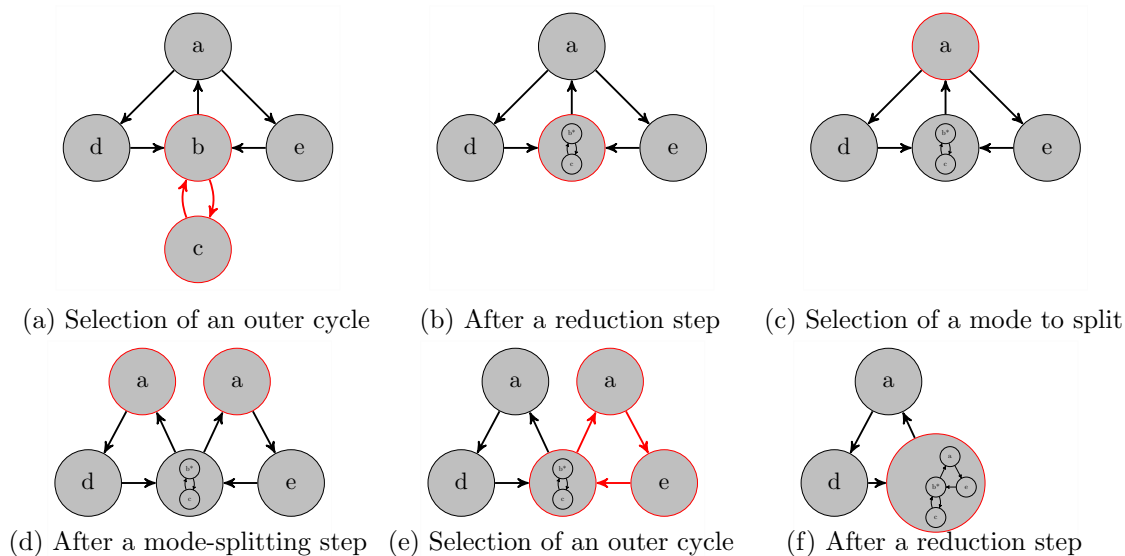 a
a
a
d
b
e
d
b*
c
e
d
b*
c
e
c
(a) Selection of an outer cycle
(b) After a reduction step
(c) Selection of a mode to split
a
a
a
a
a
d
b*
c
e
d
b*
c
e
d
a
b*
e
c
(d) After a mode-splitting step
(e) Selection of an outer cycle
(f) After a reduction step